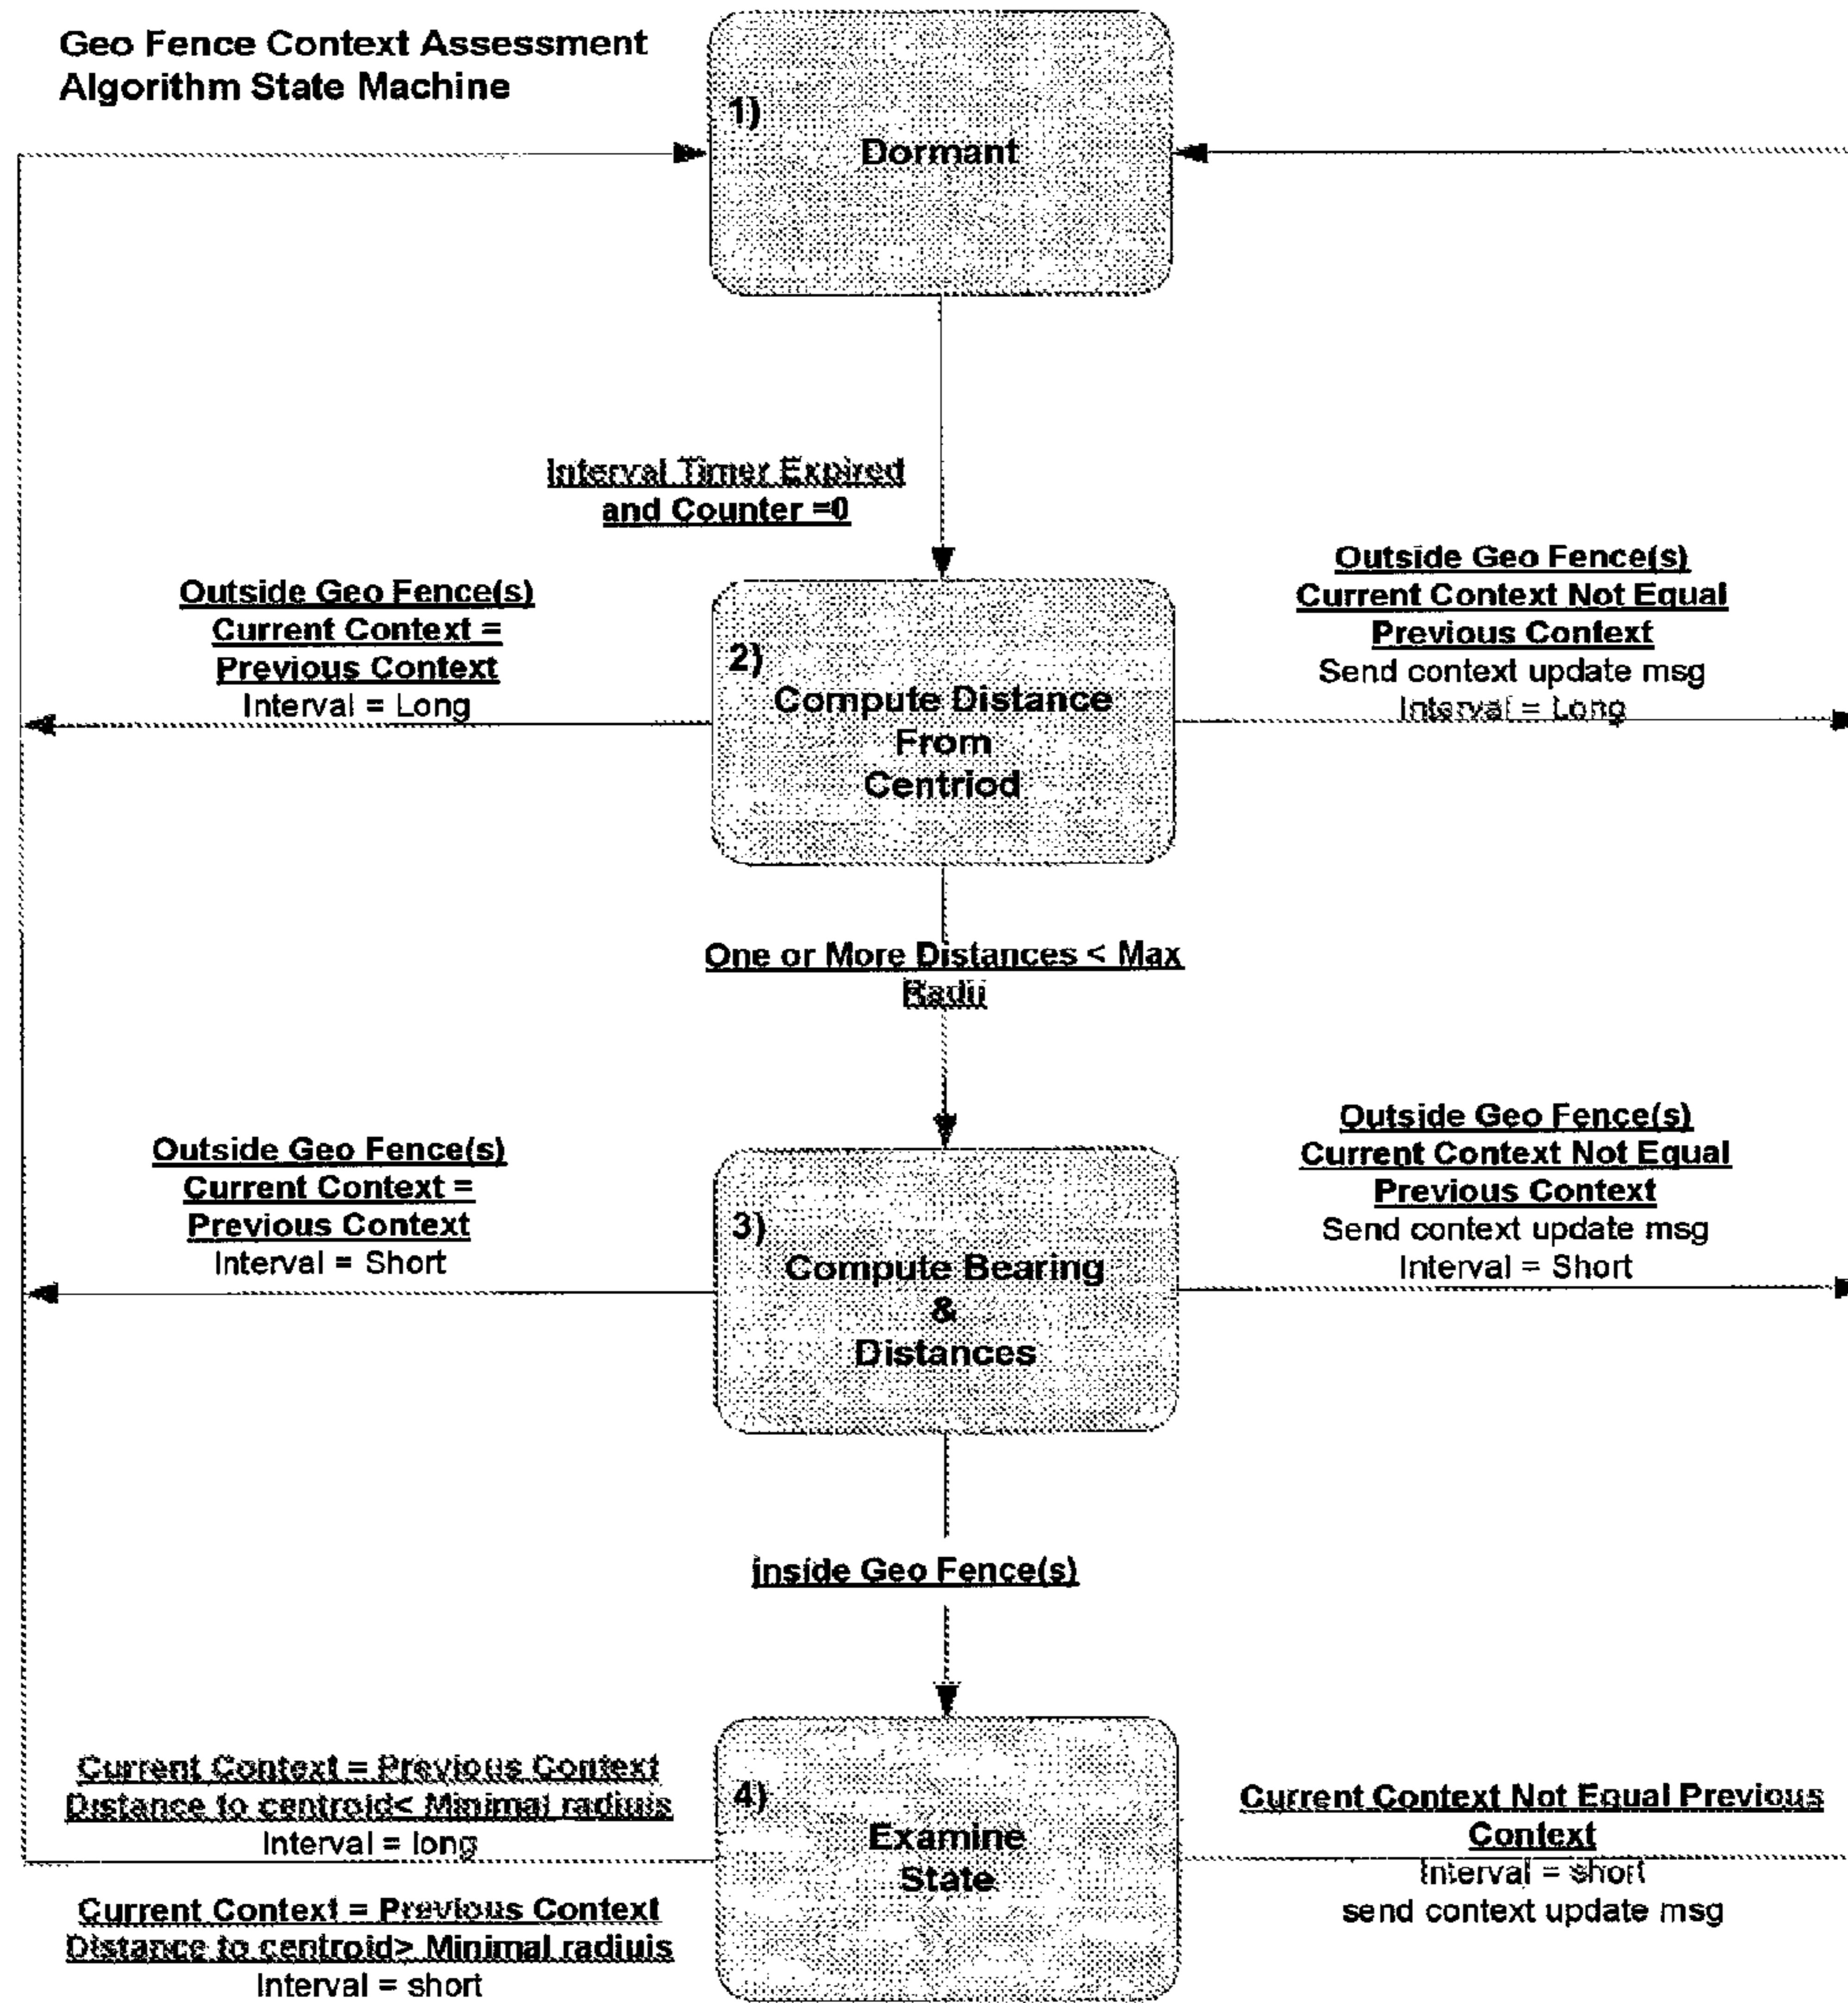 Geo Fence Context Assessment
Algorithm State Machine
1)
Dormant
Interval Timer Expired
and Counter =0
Outside Geo Fence(s)
Current Context =
Previous Context
Interval = Long
2)
Compute Distance
From
Centriod
Outside Geo Fence(s)
Current Context Not Equal
Previous Context
Send context update msg
Interval = Long
One or More Distances < Max
Radii
Outside Geo Fence(s)
Current Context =
Previous Context
Interval = Short
3)
Compute Bearing
&
Distances
Outside Geo Fence(s)
Current Context Not Equal
Previous Context
Send context update msg
Interval = Short
inside Geo Fence(s)
Current Context = Previous Context
Distance to centroid< Minimal radiuis
Interval = long
Current Context = Previous Context
Distance to centroid> Minimal radiuis
Interval = short
4)
Examine
State
Current Context Not Equal Previous
Context
Interval = short
send context update msg